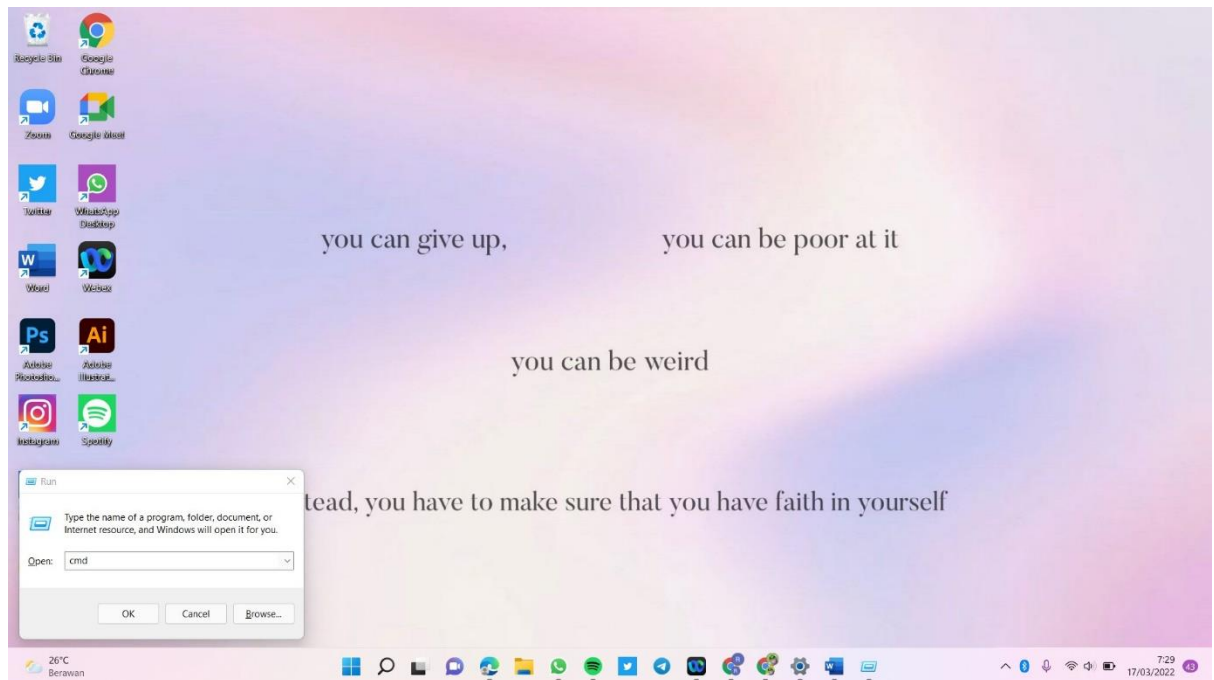 Recycle Bin
Google
Chrome
Zoom
Google Meet
Twitter
WhatsApp
Desktop
W
Word
Webex
Ps
Ai
Adobe
Photosho...
Adobe
Illustrat...
Instagram
Spotify
you can give up,
you can be poor at it
you can be weird
tead, you have to make sure that you have faith in yourself
Run
Type the name of a program, folder, document, or
Internet resource, and Windows will open it for you.
Open:
cmd
OK
Cancel
Browse...
26°C
Berawan
7:29
17/03/2022
43